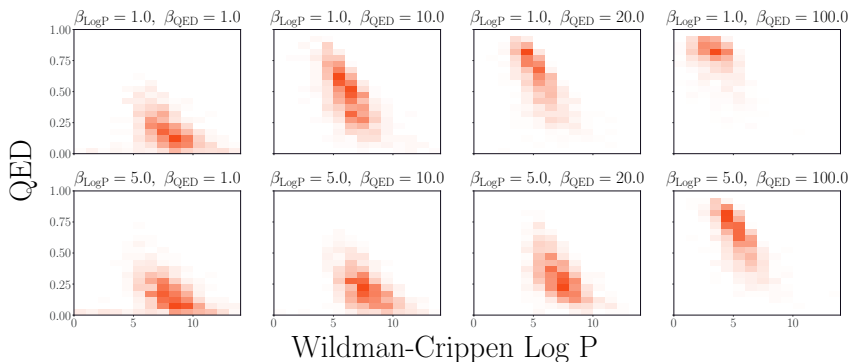 β_LogP = 1.0, β_QED = 1.0
β_LogP = 1.0, β_QED = 10.0
β_LogP = 1.0, β_QED = 20.0
β_LogP = 1.0, β_QED = 100.0
1.00
0.75
0.50
0.25
0.00
QED
β_LogP = 5.0, β_QED = 1.0
β_LogP = 5.0, β_QED = 10.0
β_LogP = 5.0, β_QED = 20.0
β_LogP = 5.0, β_QED = 100.0
1.00
0.75
0.50
0.25
0.00
0 5 10 0 5 10 0 5 10 0 5 10
Wildman-Crippen Log P